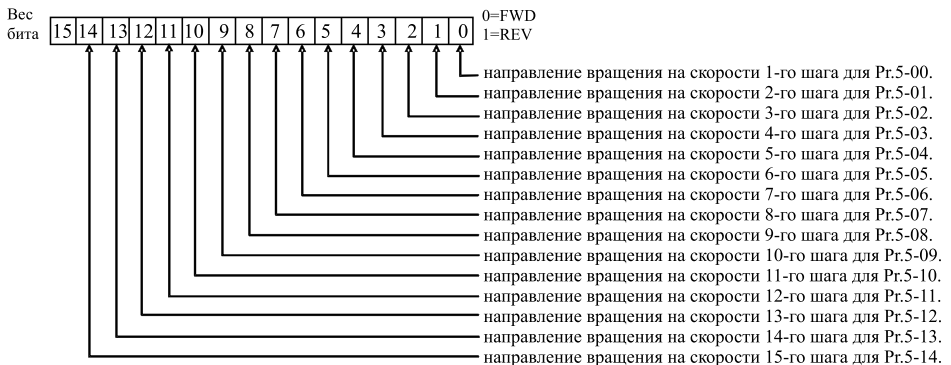 Вес 0=FWD
бита 15 14 13 12 11 10 9 8 7 6 5 4 3 2 1 0 1=REV
направление вращения на скорости 1-го шага для Pr.5-00.
направление вращения на скорости 2-го шага для Pr.5-01.
направление вращения на скорости 3-го шага для Pr.5-02.
направление вращения на скорости 4-го шага для Pr.5-03.
направление вращения на скорости 5-го шага для Pr.5-04.
направление вращения на скорости 6-го шага для Pr.5-05.
направление вращения на скорости 7-го шага для Pr.5-06.
направление вращения на скорости 8-го шага для Pr.5-07.
направление вращения на скорости 9-го шага для Pr.5-08.
направление вращения на скорости 10-го шага для Pr.5-09.
направление вращения на скорости 11-го шага для Pr.5-10.
направление вращения на скорости 12-го шага для Pr.5-11.
направление вращения на скорости 13-го шага для Pr.5-12.
направление вращения на скорости 14-го шага для Pr.5-13.
направление вращения на скорости 15-го шага для Pr.5-14.